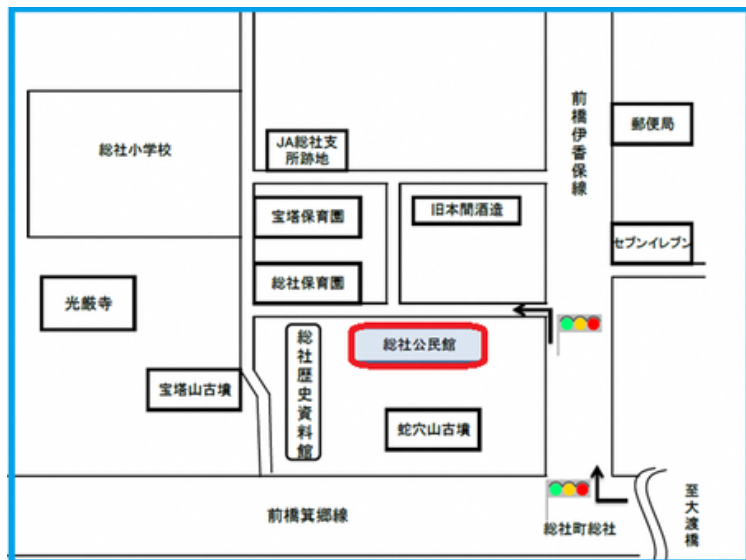 総社小学校
JA総社支
所跡地
前橋伊香保線
郵便局
宝塔保育園
旧本間酒造
セブンイレブン
総社保育園
光厳寺
総社歴史資料館
総社公民館
宝塔山古墳
蛇穴山古墳
前橋箕郷線
総社町総社
至大渡橋